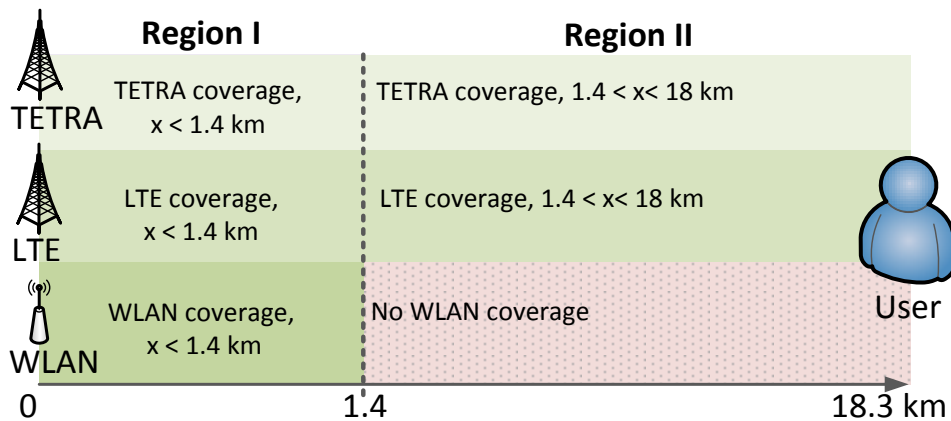 Region I
Region II
TETRA
TETRA coverage,
x < 1.4 km
TETRA coverage, 1.4 < x< 18 km
LTE
LTE coverage,
x < 1.4 km
LTE coverage, 1.4 < x< 18 km
WLAN
WLAN coverage,
x < 1.4 km
No WLAN coverage
User
0
1.4
18.3 km